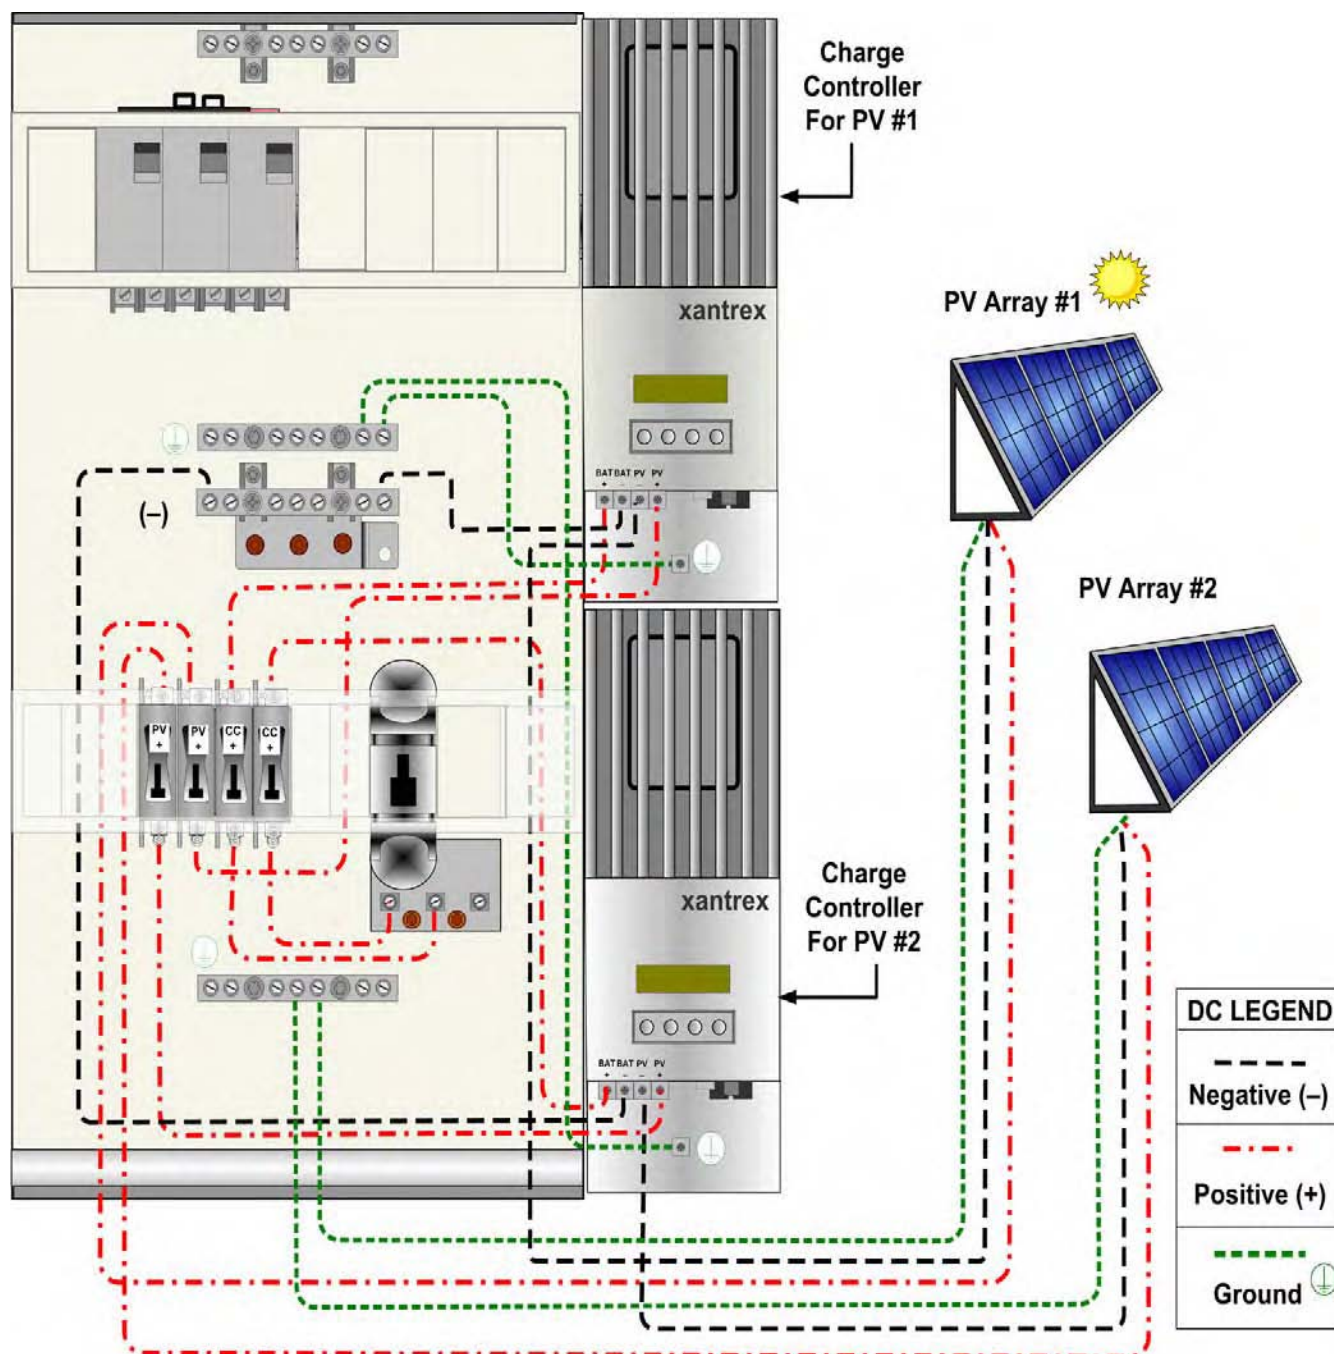 Charge
Controller
For PV #1
xantrex
PV Array #1
BAT BAT PV PV
+ – – +
(–)
PV Array #2
PV PV CC CC
+ + + +
Charge
Controller
For PV #2
xantrex
BAT BAT PV PV
+ – – +
DC LEGEND
Negative (–)
Positive (+)
Ground